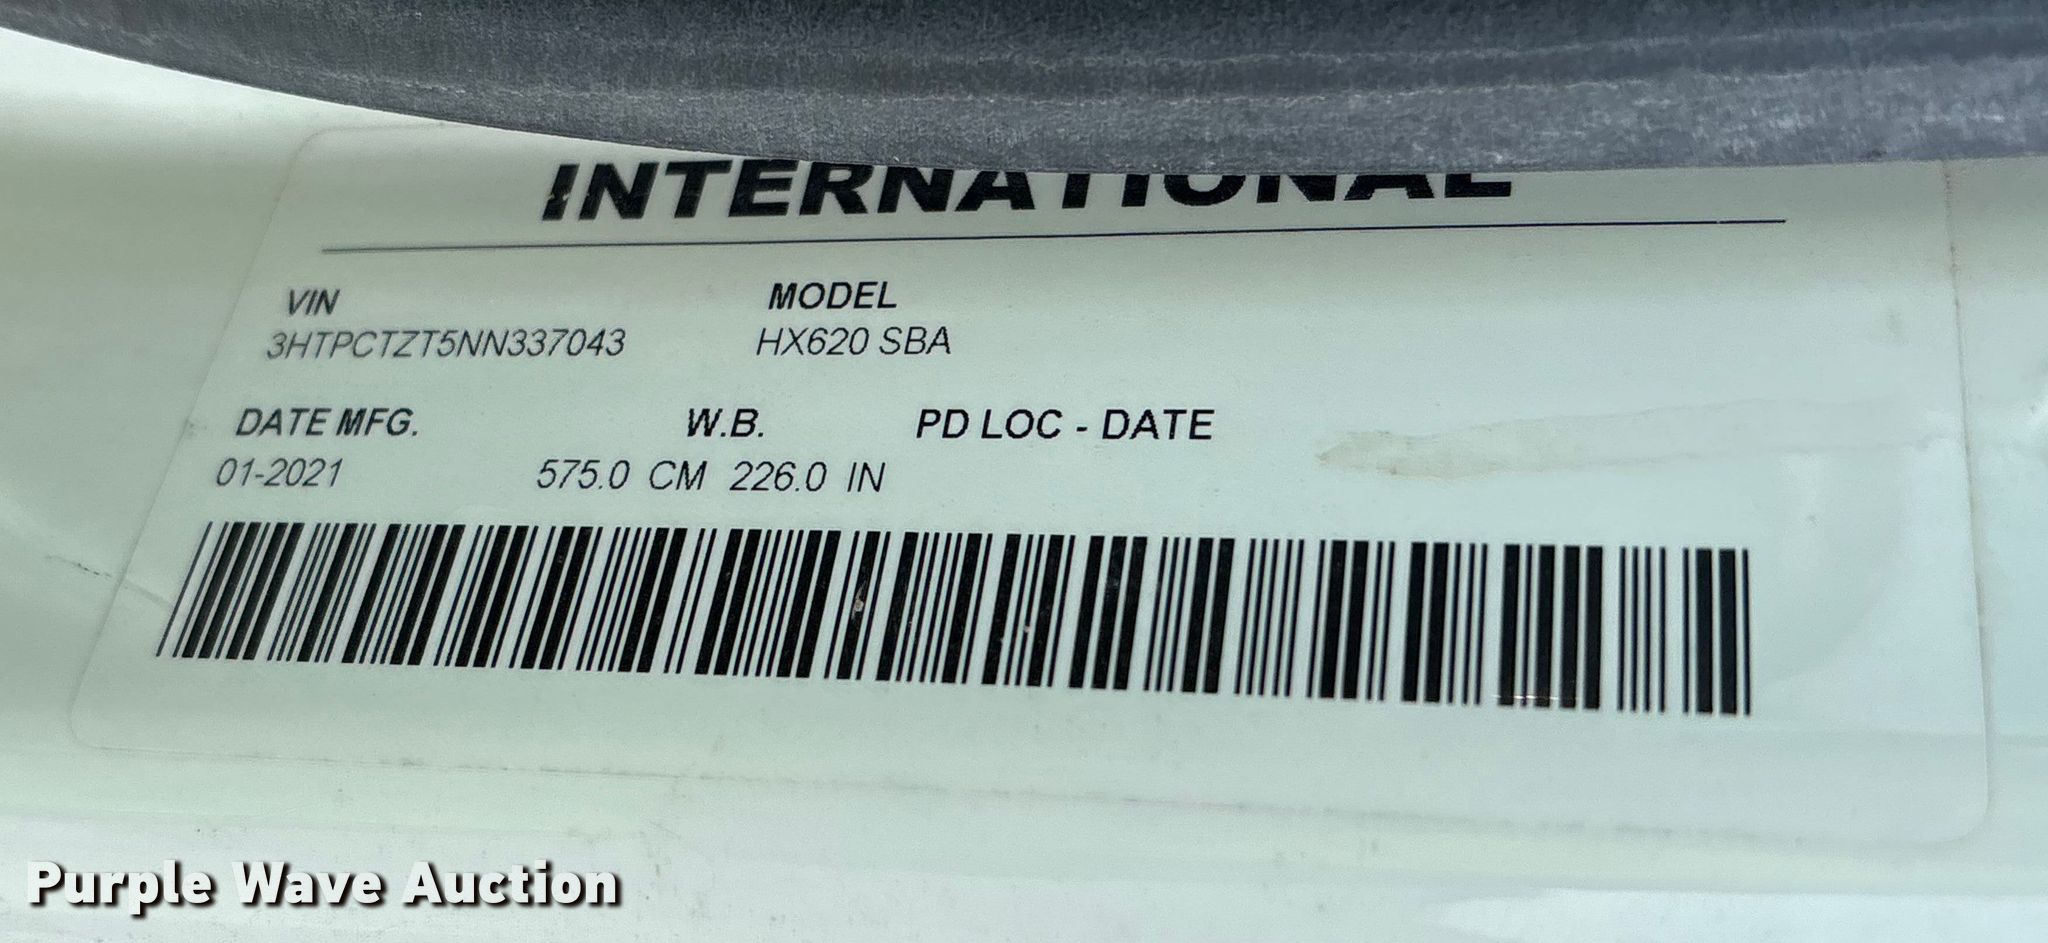 INTERNATIONAL
VIN MODEL
3HTPCTZT5NN337043 HX620 SBA
DATE MFG. W.B. PD LOC - DATE
01-2021 575.0 CM 226.0 IN
Purple Wave Auction